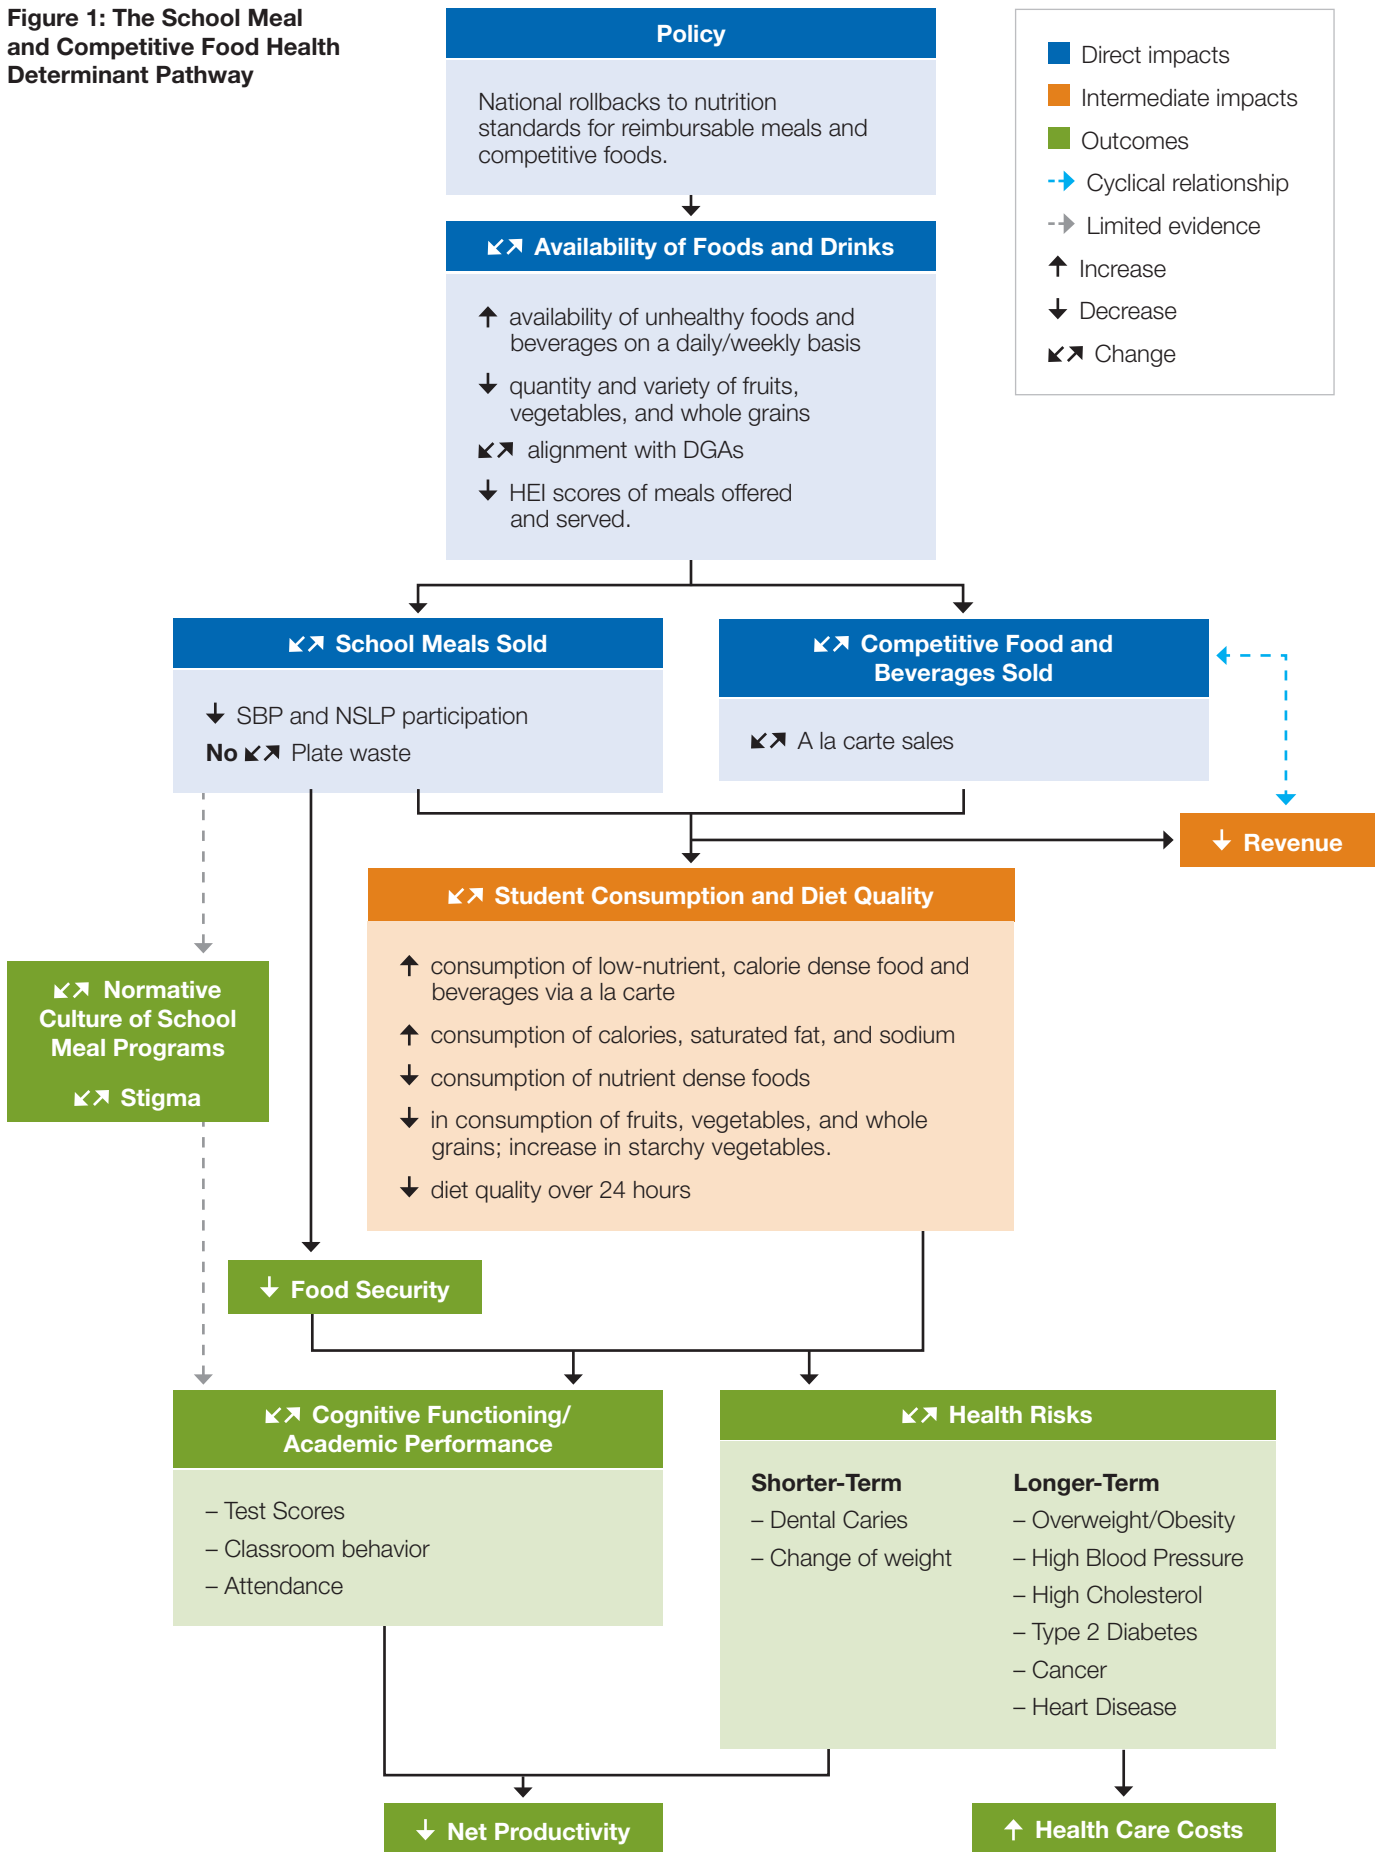 Figure 1: The School Meal
and Competitive Food Health
Determinant Pathway
Policy
National rollbacks to nutrition
standards for reimbursable meals and
competitive foods.
Direct impacts
Intermediate impacts
Outcomes
Cyclical relationship
Limited evidence
Increase
Decrease
Change
Availability of Foods and Drinks
availability of unhealthy foods and
beverages on a daily/weekly basis
quantity and variety of fruits,
vegetables, and whole grains
alignment with DGAs
HEI scores of meals offered
and served.
School Meals Sold
SBP and NSLP participation
No Plate waste
Competitive Food and
Beverages Sold
A la carte sales
Revenue
Student Consumption and Diet Quality
consumption of low-nutrient, calorie dense food and
beverages via a la carte
consumption of calories, saturated fat, and sodium
consumption of nutrient dense foods
in consumption of fruits, vegetables, and whole
grains; increase in starchy vegetables.
diet quality over 24 hours
Normative
Culture of School
Meal Programs
Stigma
Food Security
Cognitive Functioning/
Academic Performance
– Test Scores
– Classroom behavior
– Attendance
Health Risks
Shorter-Term
– Dental Caries
– Change of weight
Longer-Term
– Overweight/Obesity
– High Blood Pressure
– High Cholesterol
– Type 2 Diabetes
– Cancer
– Heart Disease
Net Productivity
Health Care Costs